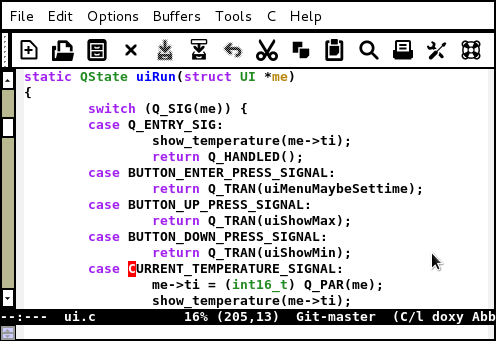 File Edit Options Buffers Tools C Help
static QState uiRun(struct UI *me)
{
        switch (Q_SIG(me)) {
        case Q_ENTRY_SIG:
                show_temperature(me->ti);
                return Q_HANDLED();
        case BUTTON_ENTER_PRESS_SIGNAL:
                return Q_TRAN(uiMenuMaybeSettime);
        case BUTTON_UP_PRESS_SIGNAL:
                return Q_TRAN(uiShowMax);
        case BUTTON_DOWN_PRESS_SIGNAL:
                return Q_TRAN(uiShowMin);
        case CURRENT_TEMPERATURE_SIGNAL:
                me->ti = (int16_t) Q_PAR(me);
                show_temperature(me->ti);
--:---  ui.c           16% (205,13)   Git-master  (C/l doxy Abb